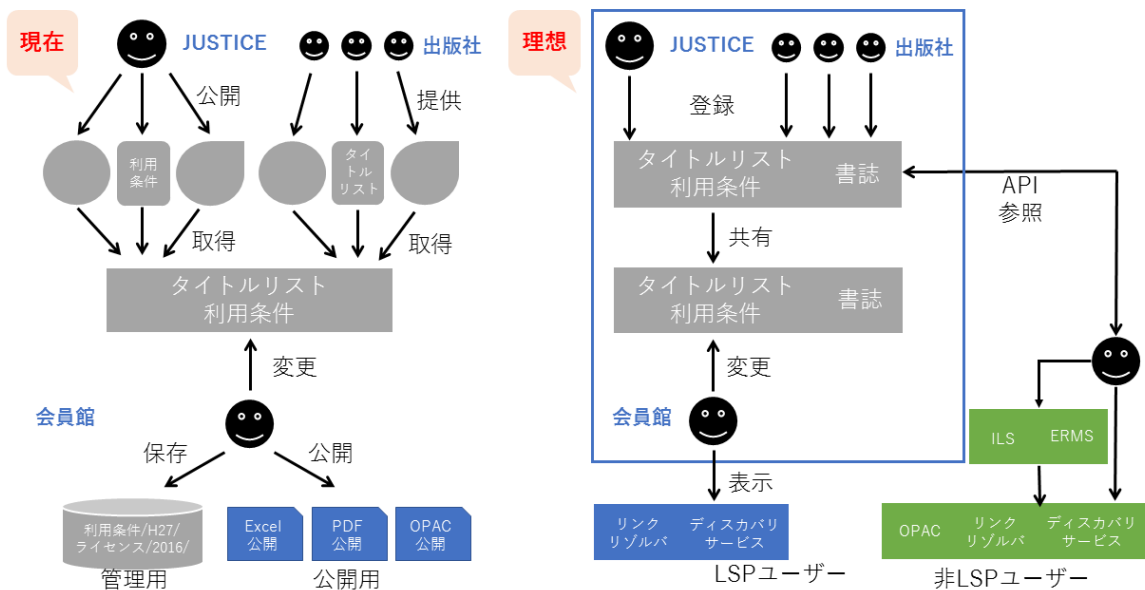 現在
JUSTICE
出版社
公開
提供
利用
条件
タイ
トル
リスト
取得
取得
タイトルリスト
利用条件
変更
会員館
保存
公開
利用条件/H27/
ライセンス/2016/
管理用
Excel
公開
PDF
公開
OPAC
公開
公開用
理想
JUSTICE
出版社
登録
タイトルリスト
利用条件
書誌
API
参照
共有
タイトルリスト
利用条件
書誌
変更
会員館
表示
リンク
リゾルバ
ディスカバリ
サービス
LSPユーザー
ILS
ERMS
OPAC
リンク
リゾルバ
ディスカバリ
サービス
非LSPユーザー